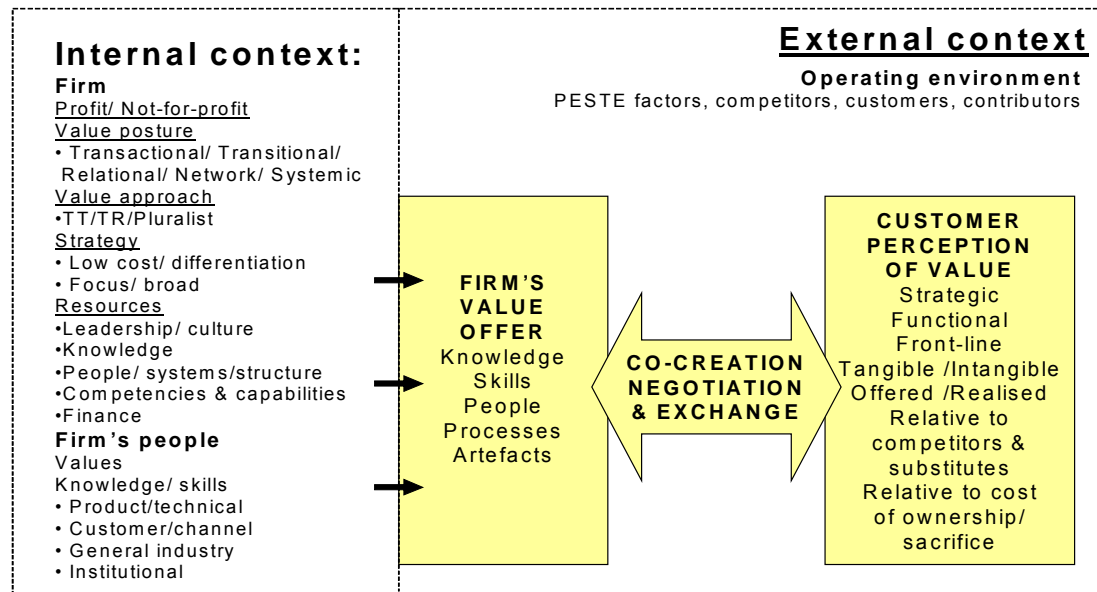 Internal context:
Firm
Profit/ Not-for-profit
Value posture
• Transactional/ Transitional/
Relational/ Network/ Systemic
Value approach
•TT/TR/Pluralist
Strategy
• Low cost/ differentiation
• Focus/ broad
Resources
•Leadership/ culture
•Knowledge
•People/ systems/structure
•Competencies & capabilities
•Finance
Firm's people
Values
Knowledge/ skills
• Product/technical
• Customer/channel
• General industry
• Institutional
External context
Operating environment
PESTE factors, competitors, customers, contributors
FIRM'S
VALUE
OFFER
Knowledge
Skills
People
Processes
Artefacts
CO-CREATION
NEGOTIATION
& EXCHANGE
CUSTOMER
PERCEPTION
OF VALUE
Strategic
Functional
Front-line
Tangible /Intangible
Offered /Realised
Relative to
competitors &
substitutes
Relative to cost
of ownership/
sacrifice